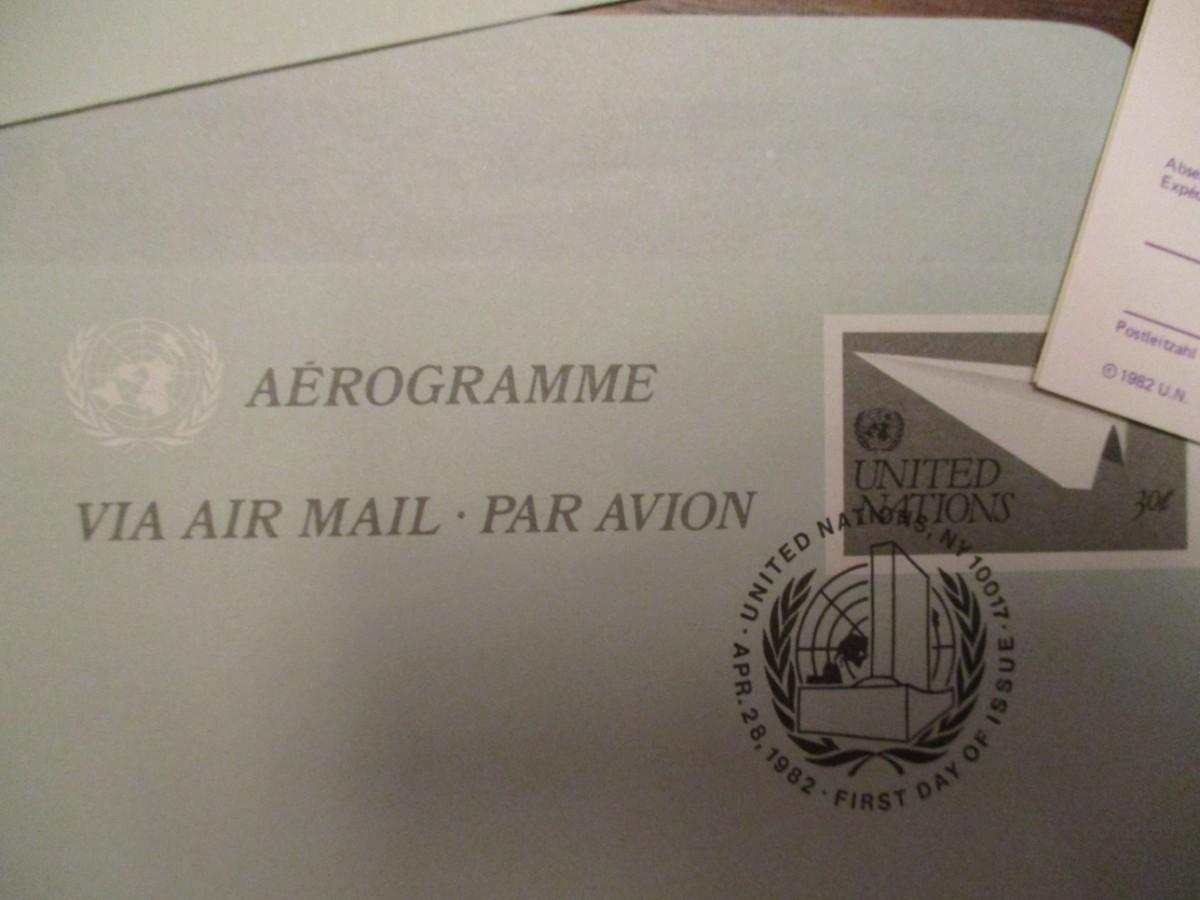 AÉROGRAMME
VIA AIR MAIL · PAR AVION
UNITED
NATIONS
30¢
· UNITED NATIONS, NY 10017 ·
APR. 28, 1982 · FIRST DAY OF ISSUE
Postleitzahl
© 1982 U.N.